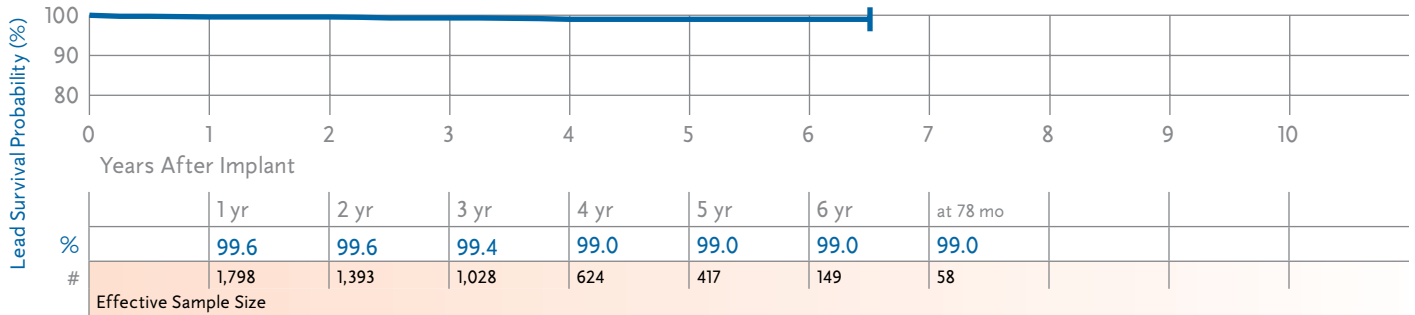 Lead Survival Probability (%)
100
90
80
0 1 2 3 4 5 6 7 8 9 10
Years After Implant
1 yr 2 yr 3 yr 4 yr 5 yr 6 yr at 78 mo
% 99.6 99.6 99.4 99.0 99.0 99.0 99.0
# 1,798 1,393 1,028 624 417 149 58
Effective Sample Size